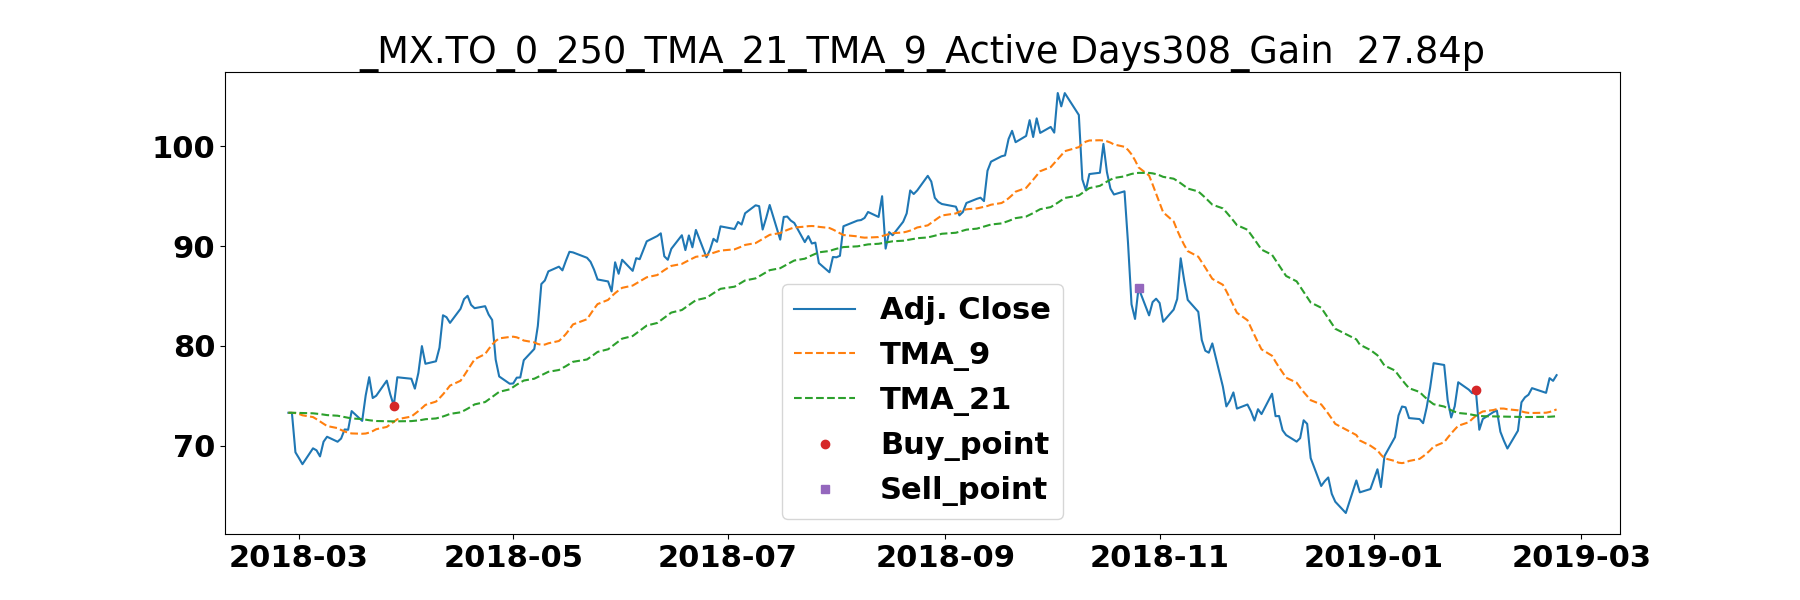 _MX.TO_0_250_TMA_21_TMA_9_Active Days308_Gain  27.84p
100
90
80
70
Adj. Close
TMA_9
TMA_21
Buy_point
Sell_point
2018-03 2018-05 2018-07 2018-09 2018-11 2019-01 2019-03